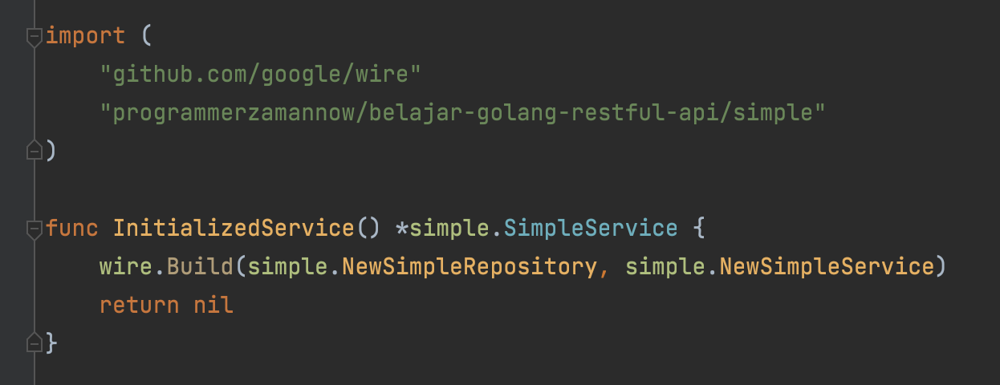 import (
    "github.com/google/wire"
    "programmerzamannow/belajar-golang-restful-api/simple"
)
func InitializedService() *simple.SimpleService {
    wire.Build(simple.NewSimpleRepository, simple.NewSimpleService)
    return nil
}